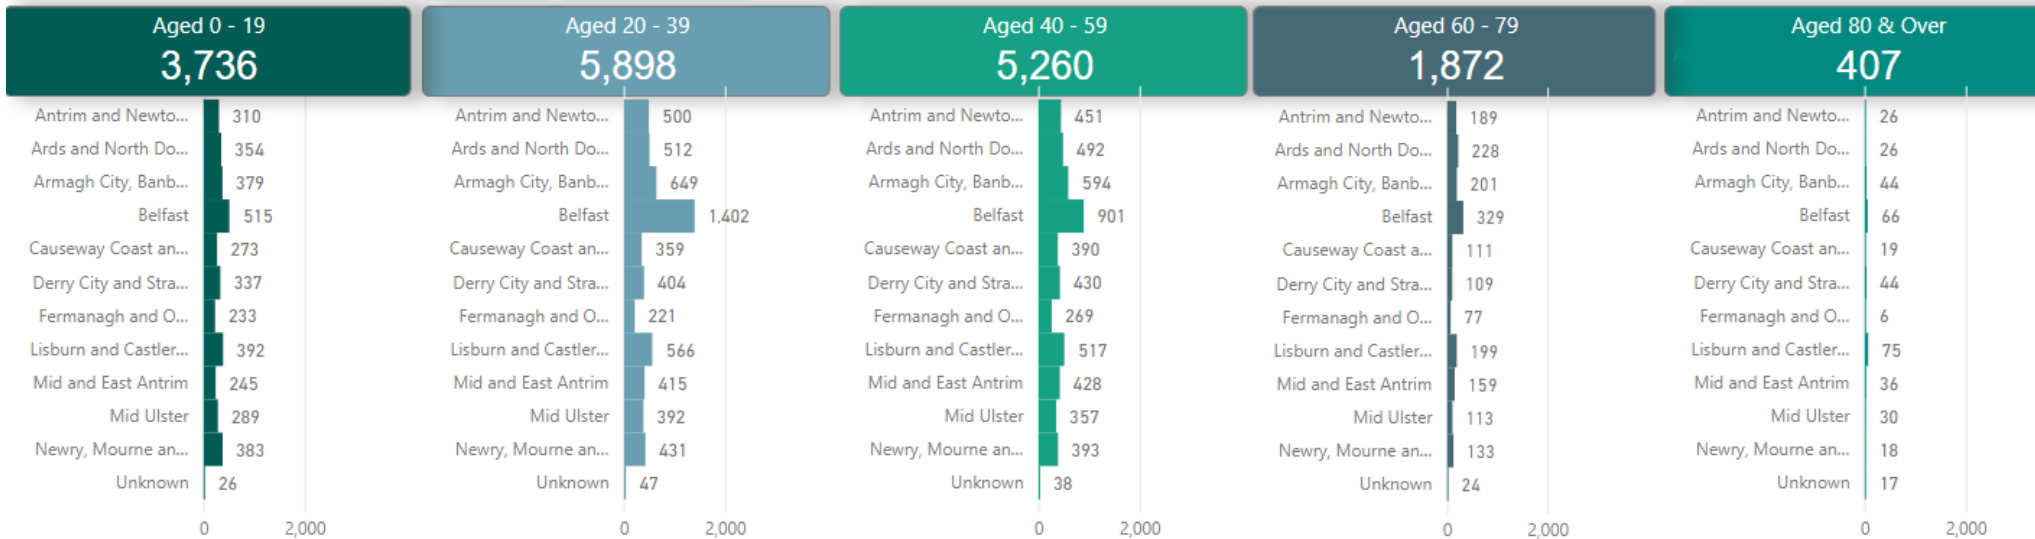 Aged 0 - 19
3,736
Antrim and Newto... 310
Ards and North Do... 354
Armagh City, Banb... 379
Belfast 515
Causeway Coast an... 273
Derry City and Stra... 337
Fermanagh and O... 233
Lisburn and Castler... 392
Mid and East Antrim 245
Mid Ulster 289
Newry, Mourne an... 383
Unknown 26
0 2,000
Aged 20 - 39
5,898
Antrim and Newto... 500
Ards and North Do... 512
Armagh City, Banb... 649
Belfast 1,402
Causeway Coast an... 359
Derry City and Stra... 404
Fermanagh and O... 221
Lisburn and Castler... 566
Mid and East Antrim 415
Mid Ulster 392
Newry, Mourne an... 431
Unknown 47
0 2,000
Aged 40 - 59
5,260
Antrim and Newto... 451
Ards and North Do... 492
Armagh City, Banb... 594
Belfast 901
Causeway Coast an... 390
Derry City and Stra... 430
Fermanagh and O... 269
Lisburn and Castler... 517
Mid and East Antrim 428
Mid Ulster 357
Newry, Mourne an... 393
Unknown 38
0 2,000
Aged 60 - 79
1,872
Antrim and Newto... 189
Ards and North Do... 228
Armagh City, Banb... 201
Belfast 329
Causeway Coast a... 111
Derry City and Stra... 109
Fermanagh and O... 77
Lisburn and Castler... 199
Mid and East Antrim 159
Mid Ulster 113
Newry, Mourne an... 133
Unknown 24
0 2,000
Aged 80 & Over
407
Antrim and Newto... 26
Ards and North Do... 26
Armagh City, Banb... 44
Belfast 66
Causeway Coast an... 19
Derry City and Stra... 44
Fermanagh and O... 6
Lisburn and Castler... 75
Mid and East Antrim 36
Mid Ulster 30
Newry, Mourne an... 18
Unknown 17
0 2,000